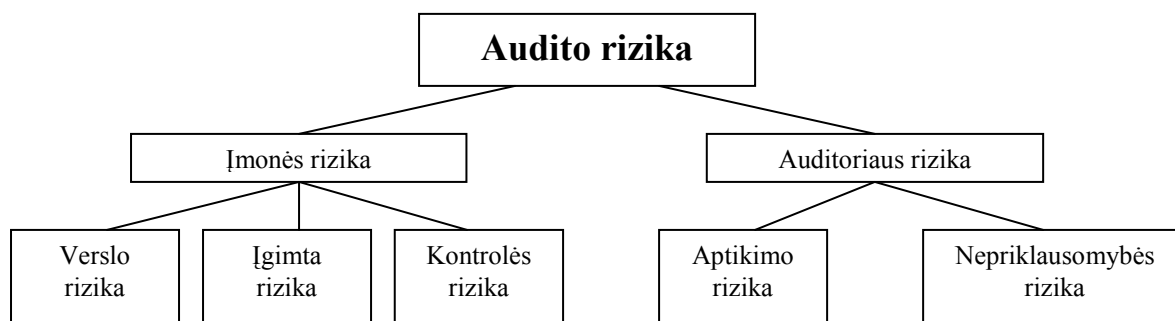 Audito rizika
Įmonės rizika
Auditoriaus rizika
Verslo
rizika
Įgimta
rizika
Kontrolės
rizika
Aptikimo
rizika
Nepriklausomybės
rizika